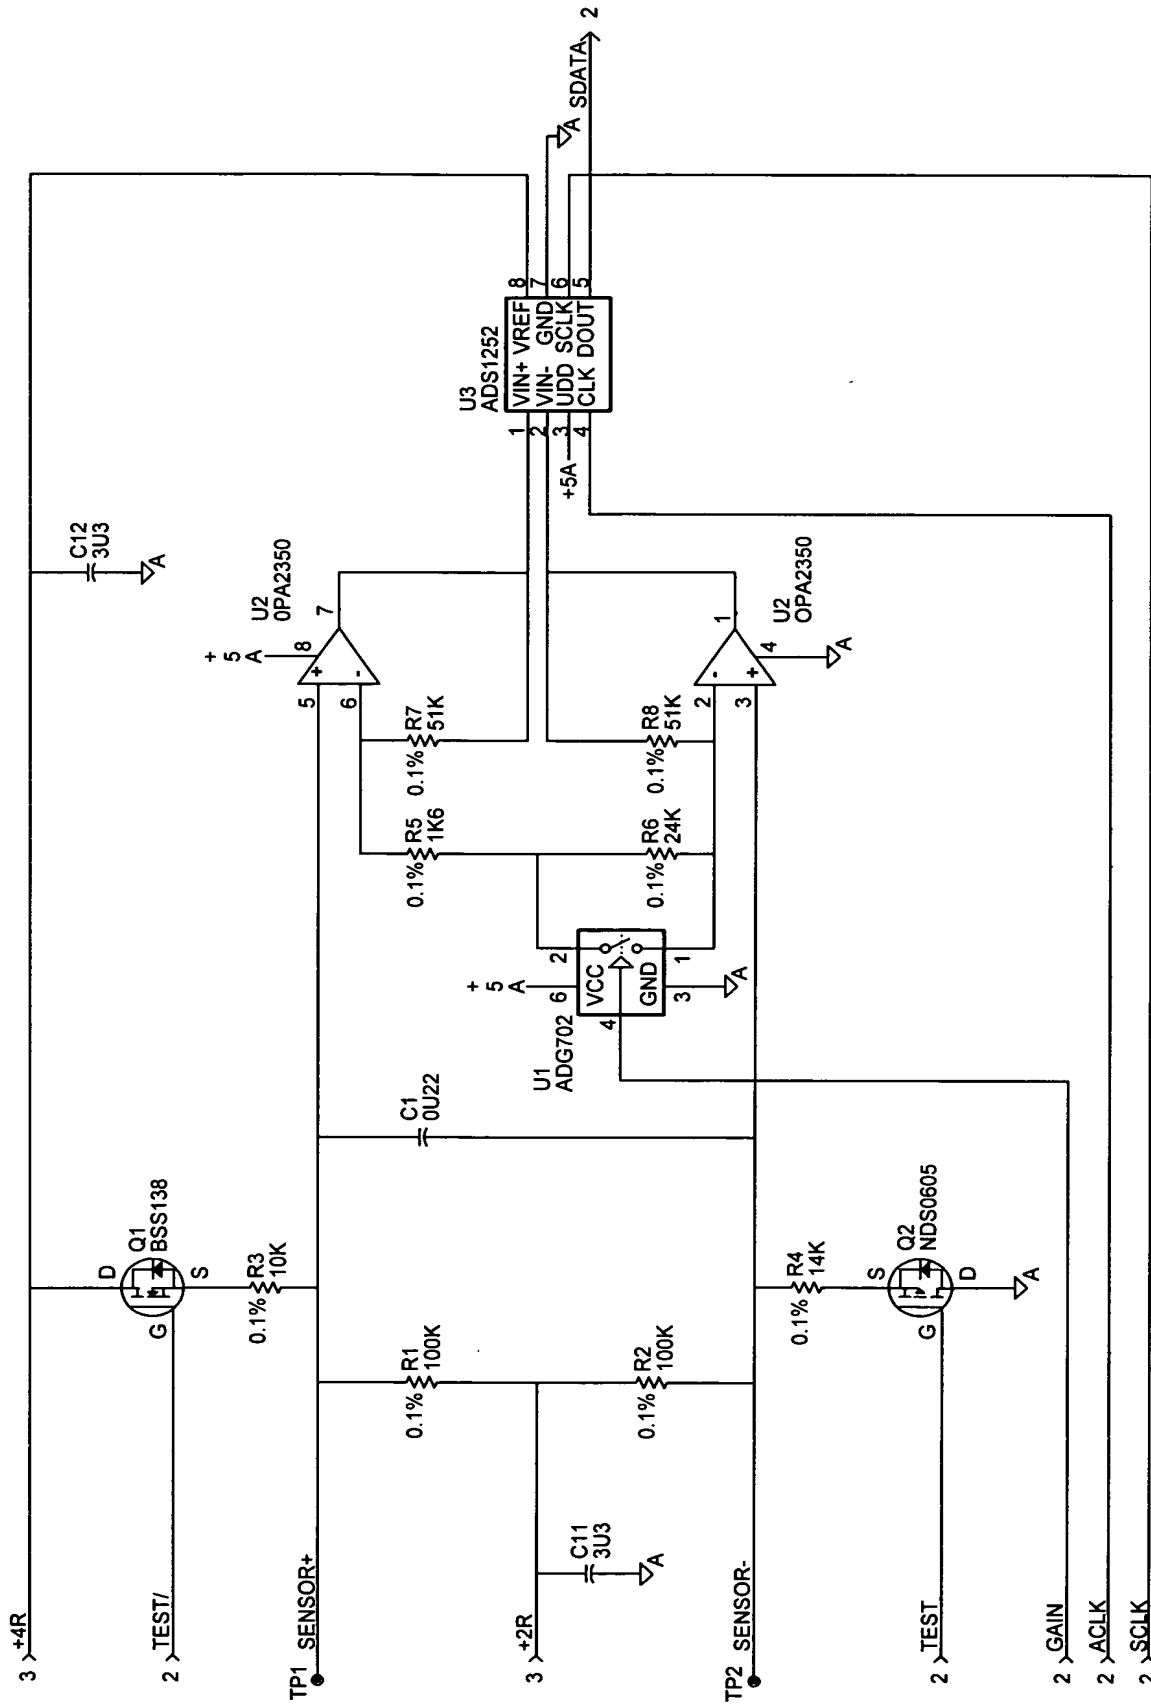 3 +4R
2 TEST/
TP1 SENSOR+
3 +2R
TP2 SENSOR-
2 TEST
2 GAIN
2 ACLK
2 SCLK
C11
3U3
A
0.1%
R1
100K
0.1%
R2
100K
D
Q1
BSS138
G
S
0.1%
R3
10K
0.1%
R4
14K
S
Q2
NDS0605
G
D
A
C1
0U22
U1
ADG702
+
5
A
6
VCC
2
4
GND
3
1
A
0.1%
R5
1K6
0.1%
R6
24K
0.1%
R7
51K
0.1%
R8
51K
+
5
A
8
U2
0PA2350
5
+
6
-
7
2
-
3
+
1
4
U2
OPA2350
A
C12
3U3
A
U3
ADS1252
1 VIN+ VREF 8
2 VIN- GND 7
+5A 3 UDD SCLK 6
4 CLK DOUT 5
A
SDATA 2